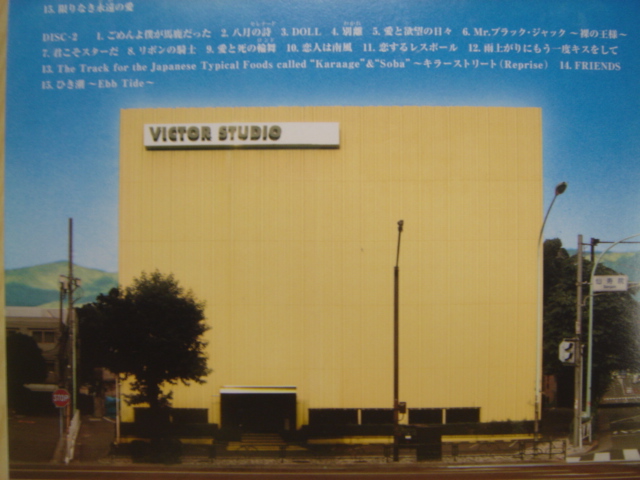 15. 限りなき永遠の愛
DISC-2 1. ごめんよ僕が馬鹿だった 2. 八月の詩 3. DOLL 4. 別離 5. 愛と欲望の日々 6. Mr.ブラック・ジャック ～裸の王様～
7. 君こそスターだ 8. リボンの騎士 9. 愛と死の輪舞 10. 恋人は南風 11. 恋するレスポール 12. 雨上がりにもう一度キスをして
13. The Track for the Japanese Typical Foods called "Karaage"&"Soba" ～キラーストリート(Reprise) 14. FRIENDS
15. ひき潮 ～Ebb Tide～
VICTOR STUDIO